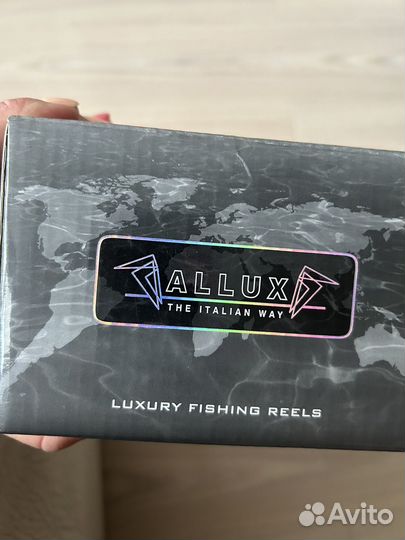 ALLUX
THE ITALIAN WAY
LUXURY FISHING REELS
Avito